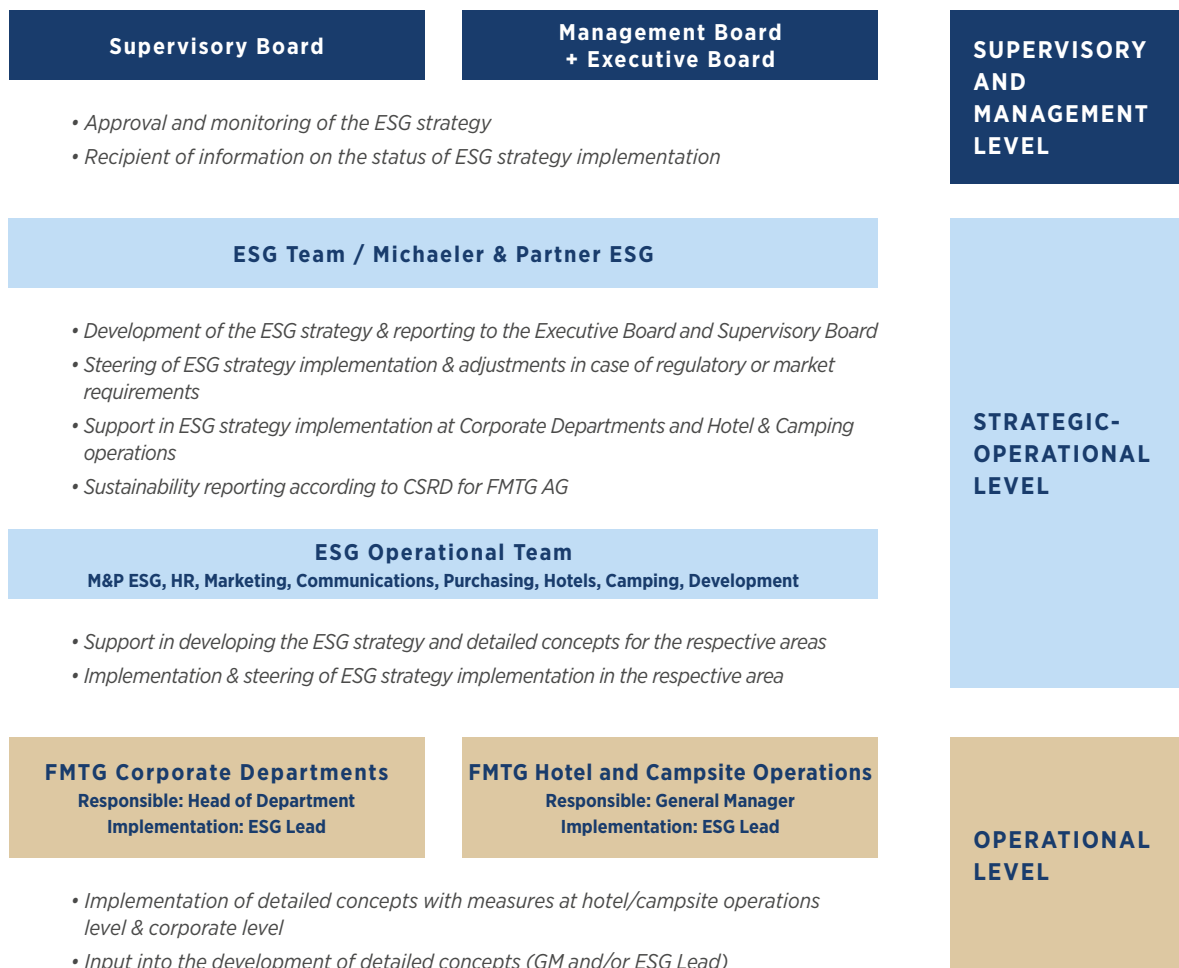 Supervisory Board
Management Board
+ Executive Board
SUPERVISORY
AND
MANAGEMENT
LEVEL
• Approval and monitoring of the ESG strategy
• Recipient of information on the status of ESG strategy implementation
ESG Team / Michaeler & Partner ESG
• Development of the ESG strategy & reporting to the Executive Board and Supervisory Board
• Steering of ESG strategy implementation & adjustments in case of regulatory or market
requirements
• Support in ESG strategy implementation at Corporate Departments and Hotel & Camping
operations
• Sustainability reporting according to CSRD for FMTG AG
STRATEGIC-
OPERATIONAL
LEVEL
ESG Operational Team
M&P ESG, HR, Marketing, Communications, Purchasing, Hotels, Camping, Development
• Support in developing the ESG strategy and detailed concepts for the respective areas
• Implementation & steering of ESG strategy implementation in the respective area
FMTG Corporate Departments
Responsible: Head of Department
Implementation: ESG Lead
FMTG Hotel and Campsite Operations
Responsible: General Manager
Implementation: ESG Lead
OPERATIONAL
LEVEL
• Implementation of detailed concepts with measures at hotel/campsite operations
level & corporate level
• Input into the development of detailed concepts (GM and/or ESG Lead)